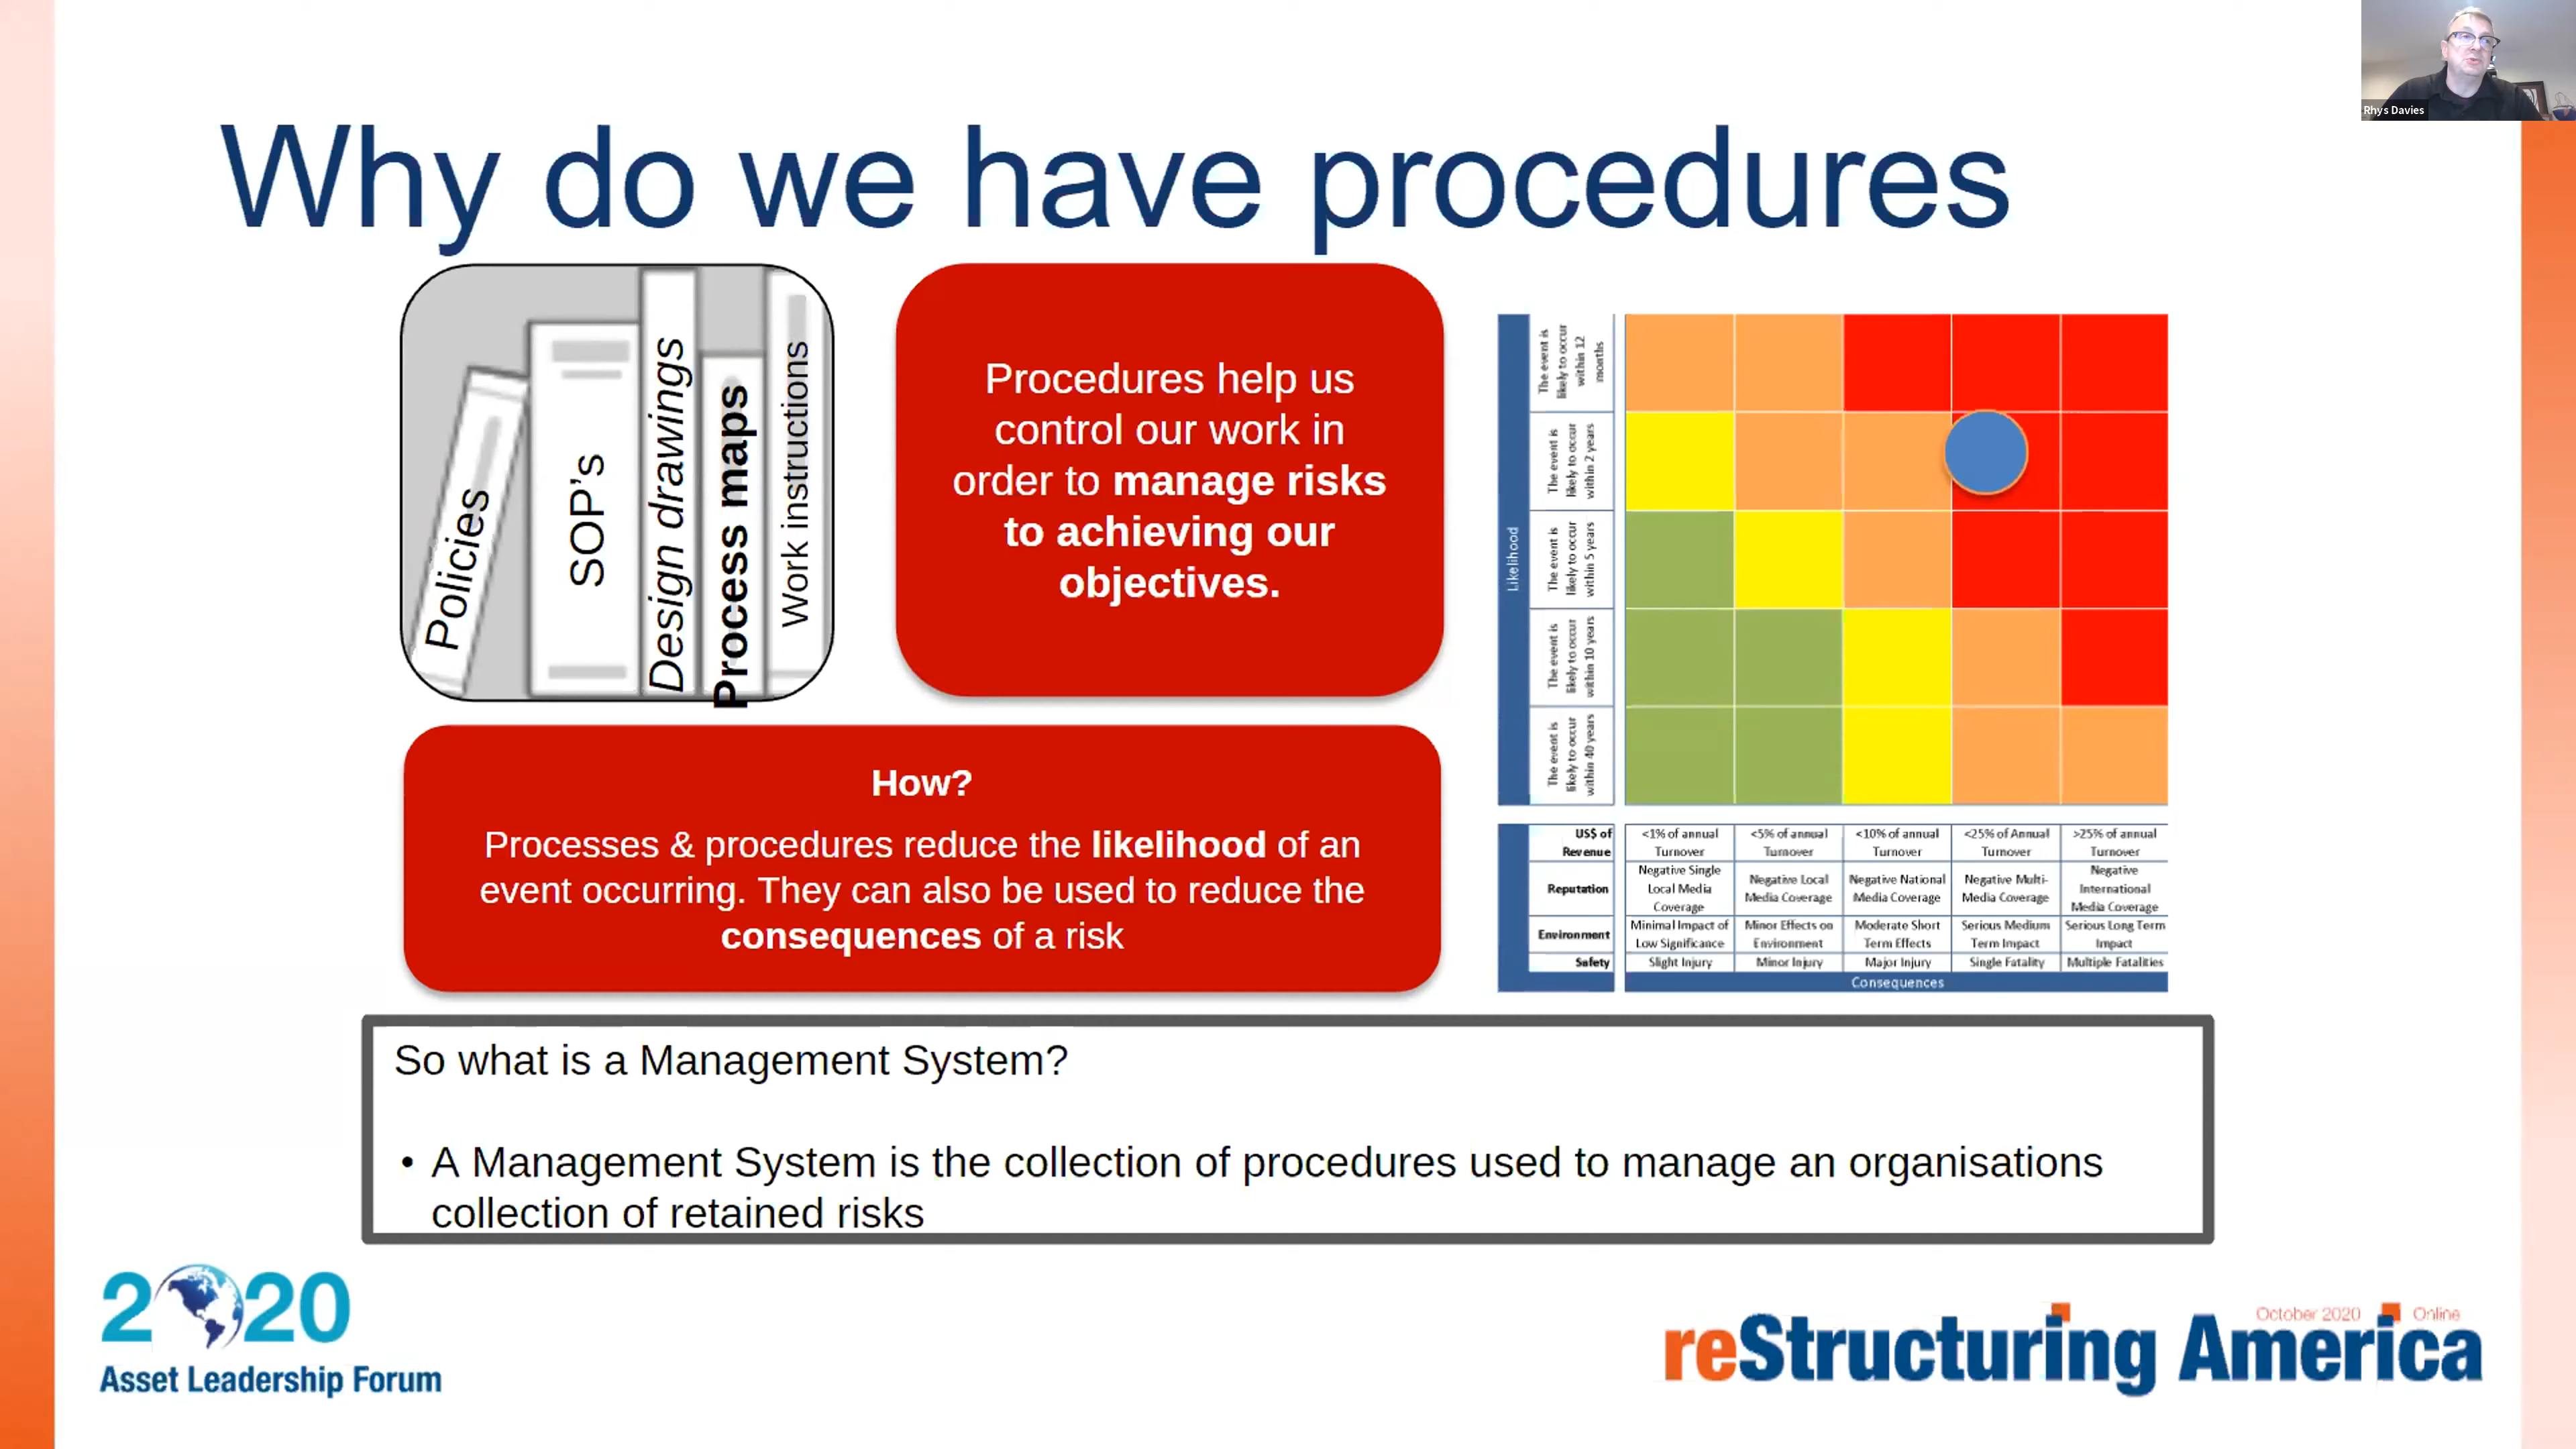 Rhys Davies
Why do we have procedures
Policies
SOP's
Design drawings
Process maps
Work instructions
Procedures help us
control our work in
order to manage risks
to achieving our
objectives.
How?
Processes & procedures reduce the likelihood of an
event occurring. They can also be used to reduce the
consequences of a risk
Likelihood
The event is
likely to occur
within 12
months
The event is
likely to occur
within 2 years
The event is
likely to occur
within 5 years
The event is
likely to occur
within 10 years
The event is
likely to occur
within 40 years
US$ of
Revenue
<1% of annual
Turnover
<5% of annual
Turnover
<10% of annual
Turnover
<25% of Annual
Turnover
>25% of annual
Turnover
Reputation
Negative Single
Local Media
Coverage
Negative Local
Media Coverage
Negative National
Media Coverage
Negative Multi-
Media Coverage
Negative
International
Media Coverage
Environment
Minimal Impact of
Low Significance
Minor Effects on
Environment
Moderate Short
Term Effects
Serious Medium
Term Impact
Serious Long Term
Impact
Safety
Slight Injury
Minor Injury
Major Injury
Single Fatality
Multiple Fatalities
Consequences
So what is a Management System?
• A Management System is the collection of procedures used to manage an organisations
collection of retained risks
2020
Asset Leadership Forum
October 2020 Online
reStructuring America